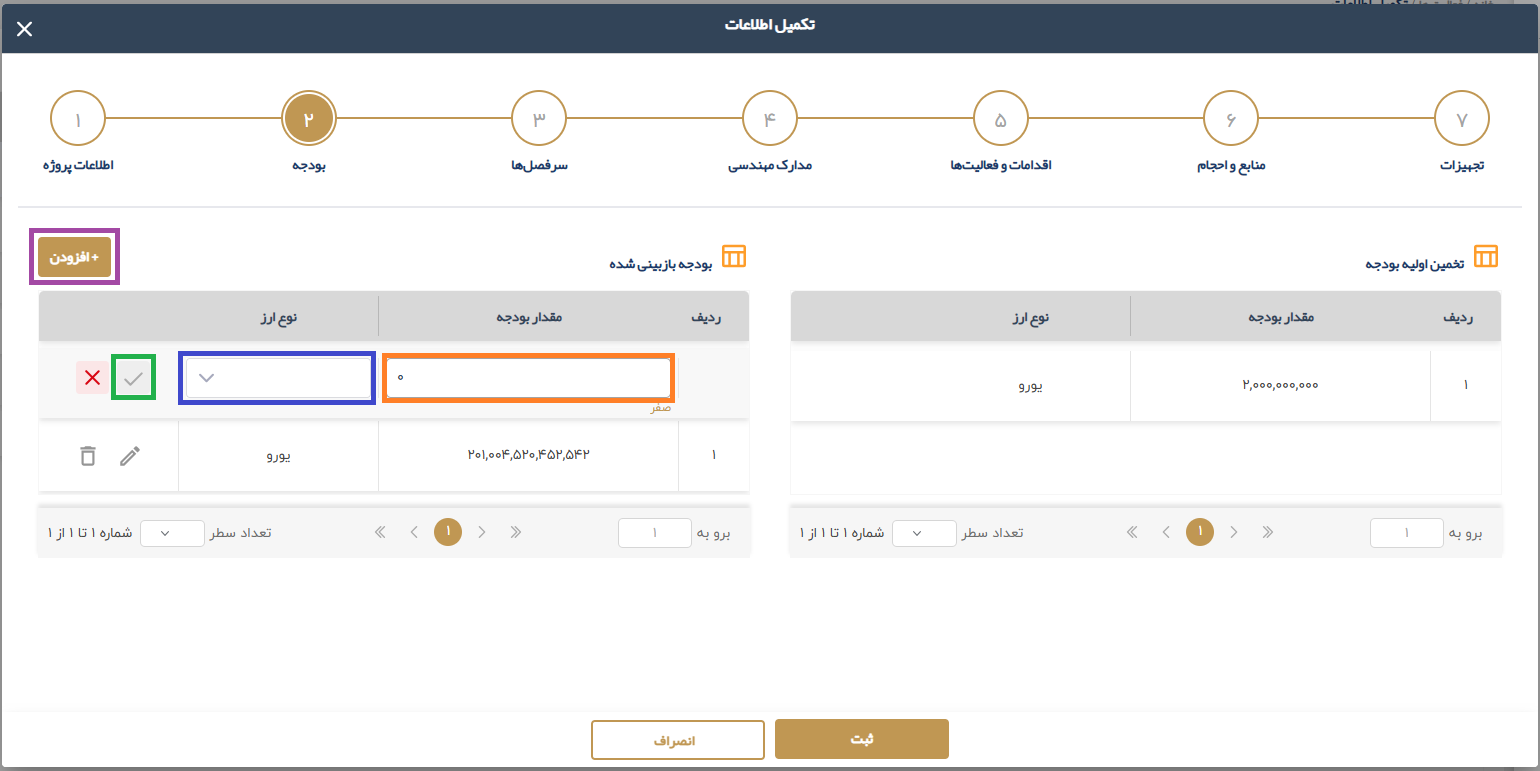 تکمیل اطلاعات
۱
۲
۳
۴
۵
۶
۷
اطلاعات پروژه
بودجه
سرفصل‌ها
مدارک مهندسی
اقدامات و فعالیت‌ها
منابع و احجام
تجهیزات
تخمین اولیه بودجه
ردیف مقدار بودجه نوع ارز
۱ ۲,۰۰۰,۰۰۰,۰۰۰ یورو
برو به ۱
۱
تعداد سطر
شماره ۱ تا ۱ از ۱
بودجه بازبینی شده
+ افزودن
ردیف مقدار بودجه نوع ارز
۰
صفر
۱ ۲۰۱,۰۰۴,۵۲۰,۴۵۲,۵۴۲ یورو
برو به ۱
۱
تعداد سطر
شماره ۱ تا ۱ از ۱
ثبت
انصراف